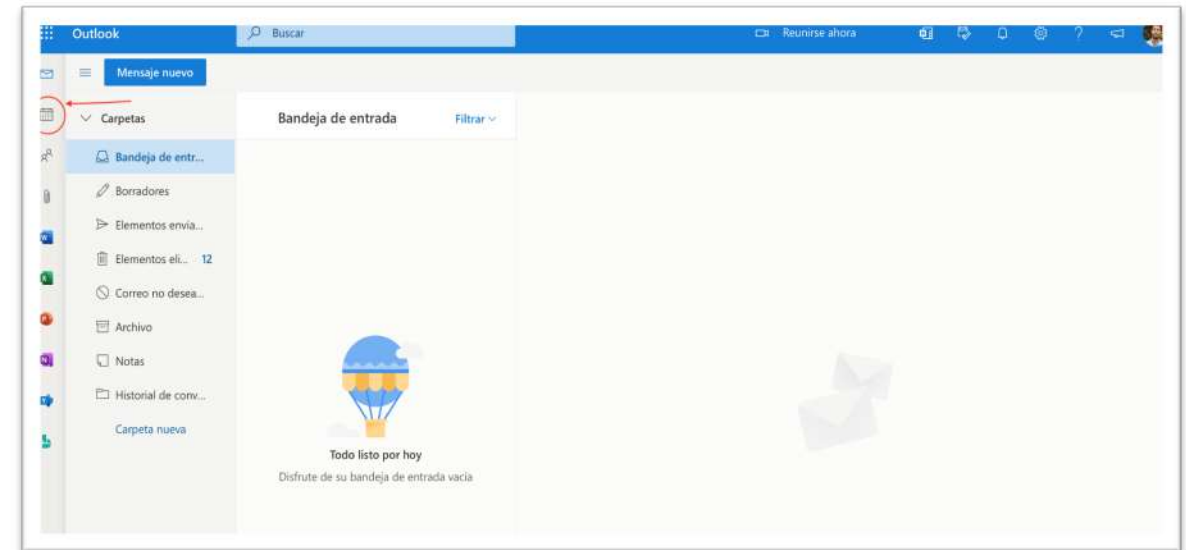 Outlook
Buscar
Reunirse ahora
Mensaje nuevo
Carpetas
Bandeja de entrada
Filtrar
Bandeja de entr...
Borradores
Elementos envia...
Elementos eli... 12
Correo no desea...
Archivo
Notas
Historial de conv...
Carpeta nueva
Todo listo por hoy
Disfrute de su bandeja de entrada vacía